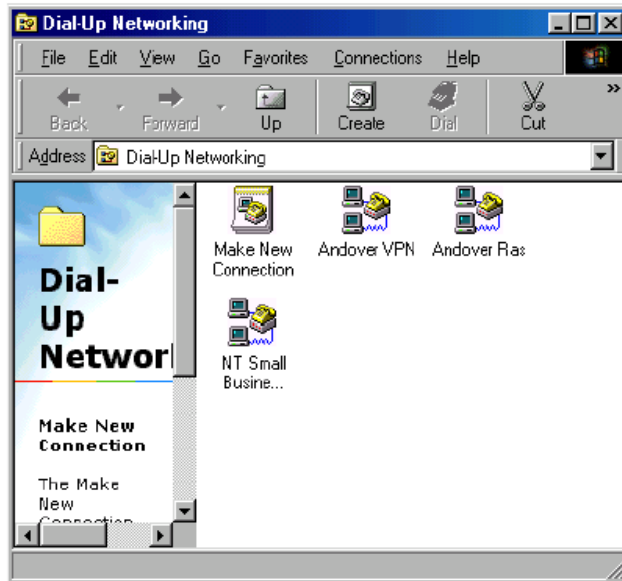 Dial-Up Networking
File Edit View Go Favorites Connections Help
Back Forward Up Create Dial Cut »
Address Dial-Up Networking
Dial-
Up
Networ
Make New
Connection
The Make
New
Connection
Make New
Connection
Andover VPN
Andover Ras
NT Small
Busine...